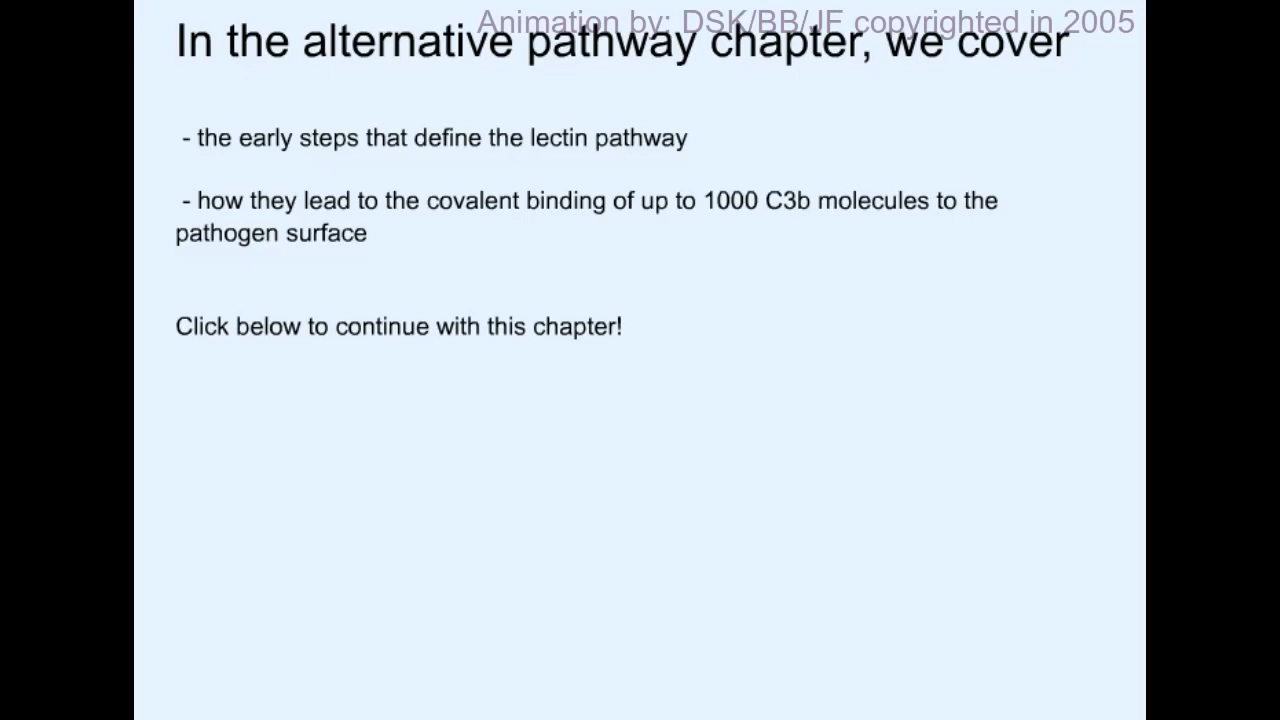 Animation by: DSK/BB/JF copyrighted in 2005
In the alternative pathway chapter, we cover
- the early steps that define the lectin pathway
- how they lead to the covalent binding of up to 1000 C3b molecules to the
pathogen surface
Click below to continue with this chapter!